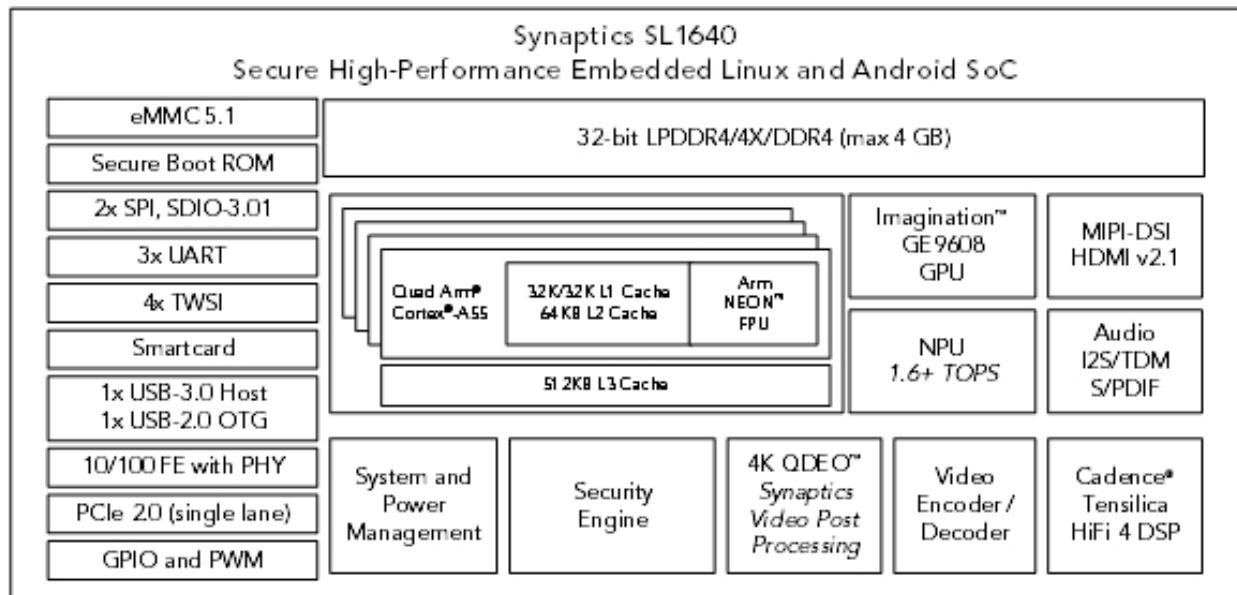 Synaptics SL1640
Secure High-Performance Embedded Linux and Android SoC
eMMC 5.1
Secure Boot ROM
2x SPI, SDIO-3.01
3x UART
4x TWSI
Smartcard
1x USB-3.0 Host
1x USB-2.0 OTG
10/100 FE with PHY
PCIe 2.0 (single lane)
GPIO and PWM
32-bit LPDDR4/4X/DDR4 (max 4 GB)
Quad Arm®
Cortex®-A55
32K/32K L1 Cache
64KB L2 Cache
Arm
NEON™
FPU
512KB L3 Cache
Imagination™
GE9608
GPU
MIPI-DSI
HDMI v2.1
NPU
1.6+ TOPS
Audio
I2S/TDM
S/PDIF
System and
Power
Management
Security
Engine
4K QDEO™
Synaptics
Video Post
Processing
Video
Encoder/
Decoder
Cadence®
Tensilica
HiFi 4 DSP